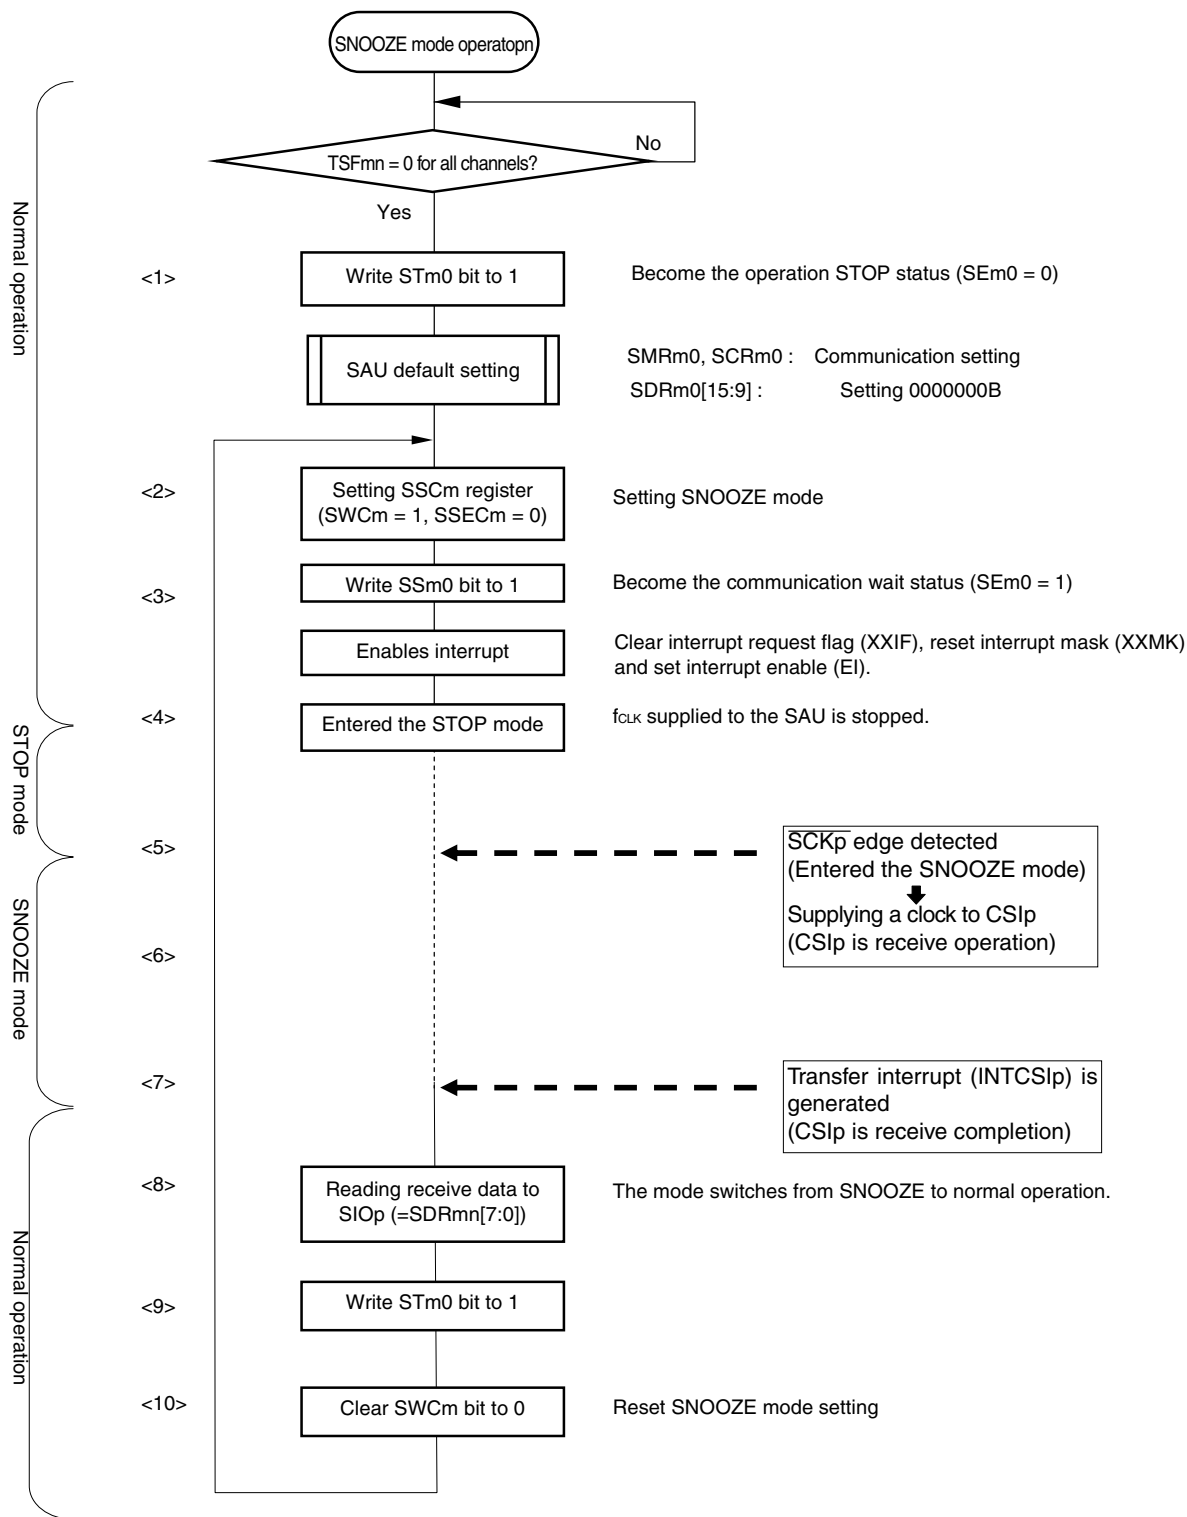 SNOOZE mode operatopn
No
TSFmn = 0 for all channels?
Yes
Normal operation
<1>
Write STm0 bit to 1
Become the operation STOP status (SEm0 = 0)
SAU default setting
SMRm0, SCRm0 : Communication setting
SDRm0[15:9] : Setting 0000000B
<2>
Setting SSCm register
(SWCm = 1, SSECm = 0)
Setting SNOOZE mode
<3>
Write SSm0 bit to 1
Become the communication wait status (SEm0 = 1)
Enables interrupt
Clear interrupt request flag (XXIF), reset interrupt mask (XXMK)
and set interrupt enable (EI).
<4>
Entered the STOP mode
fCLK supplied to the SAU is stopped.
STOP mode
<5>
SCKp edge detected
(Entered the SNOOZE mode)
Supplying a clock to CSIp
(CSIp is receive operation)
SNOOZE mode
<6>
<7>
Transfer interrupt (INTCSIp) is
generated
(CSIp is receive completion)
<8>
Reading receive data to
SIOp (=SDRmn[7:0])
The mode switches from SNOOZE to normal operation.
Normal operation
<9>
Write STm0 bit to 1
<10>
Clear SWCm bit to 0
Reset SNOOZE mode setting